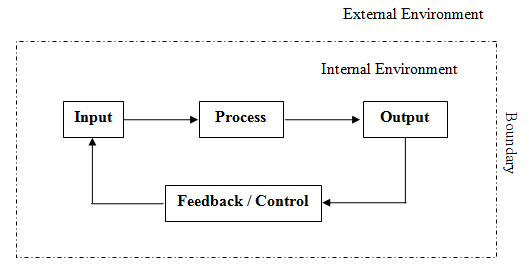 External Environment
Internal Environment
Input
Process
Output
Boundary
Feedback / Control